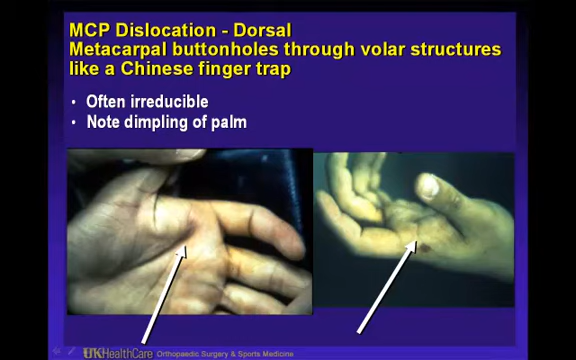 MCP Dislocation - Dorsal
Metacarpal buttonholes through volar structures
like a Chinese finger trap
• Often irreducible
• Note dimpling of palm
UKHealthCare Orthopaedic Surgery & Sports Medicine